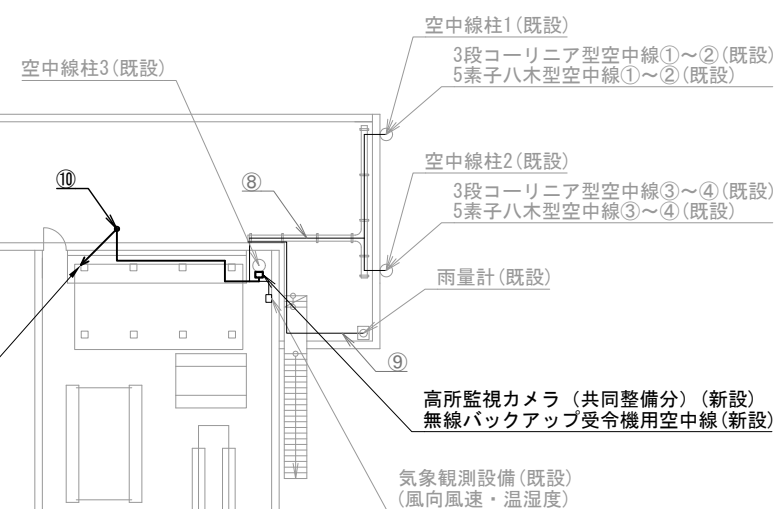 空中線柱1(既設)
3段コーリニア型空中線①～②(既設)
5素子八木型空中線①～②(既設)
空中線柱3(既設)
空中線柱2(既設)
⑩
⑧
3段コーリニア型空中線③～④(既設)
5素子八木型空中線③～④(既設)
雨量計(既設)
⑨
高所監視カメラ（共同整備分）(新設)
無線バックアップ受令機用空中線(新設)
気象観測設備(既設)
(風向風速・温湿度)